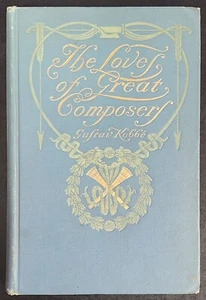 The Loves
of Great
Composers
Gustav Kobbé